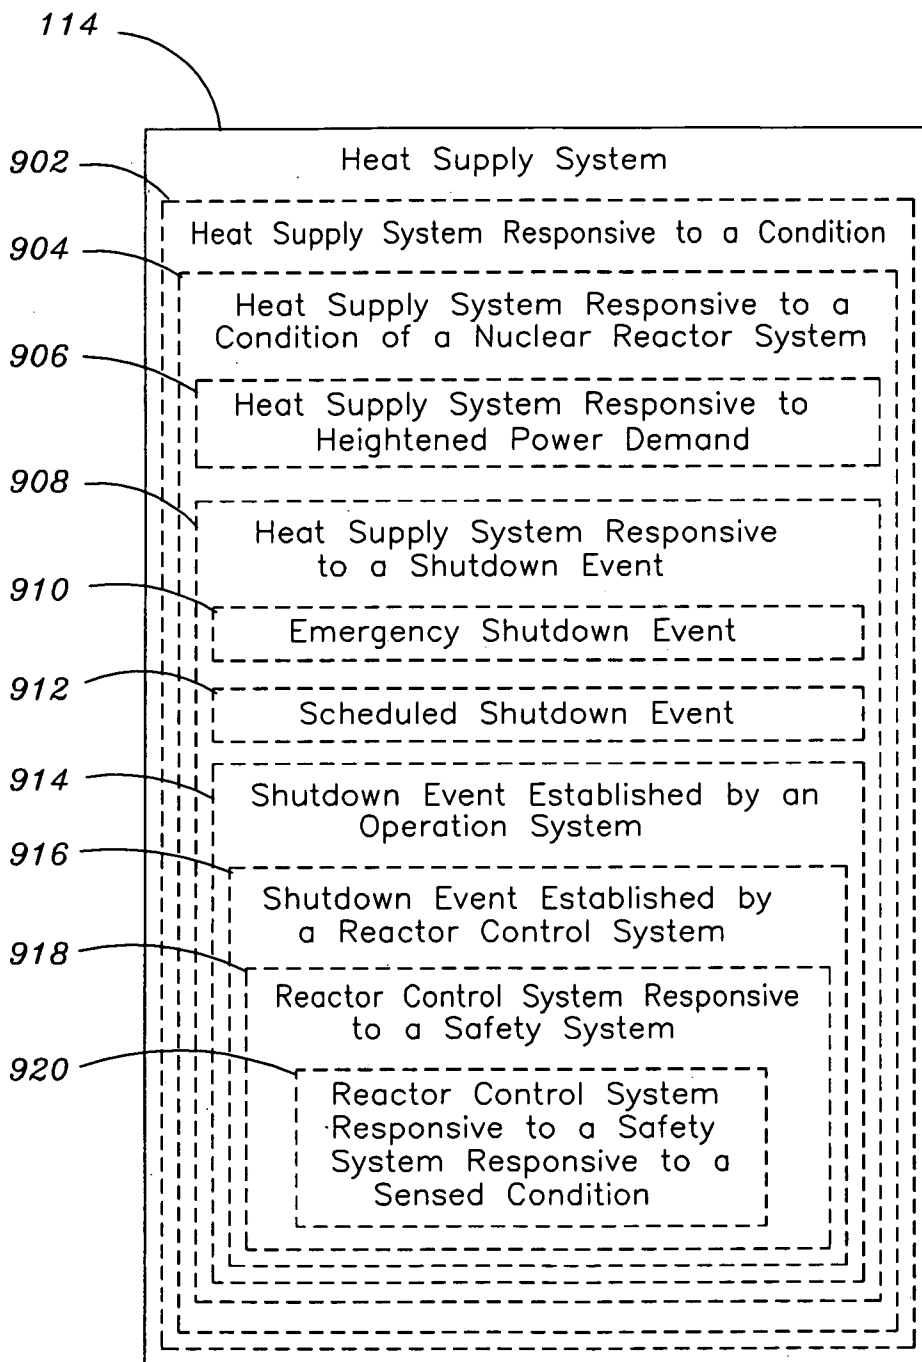 114
Heat Supply System
902
Heat Supply System Responsive to a Condition
904
Heat Supply System Responsive to a
Condition of a Nuclear Reactor System
906
Heat Supply System Responsive to
Heightened Power Demand
908
Heat Supply System Responsive
to a Shutdown Event
910
Emergency Shutdown Event
912
Scheduled Shutdown Event
914
Shutdown Event Established by an
Operation System
916
Shutdown Event Established by
a Reactor Control System
918
Reactor Control System Responsive
to a Safety System
920
Reactor Control System
Responsive to a Safety
System Responsive to a
Sensed Condition